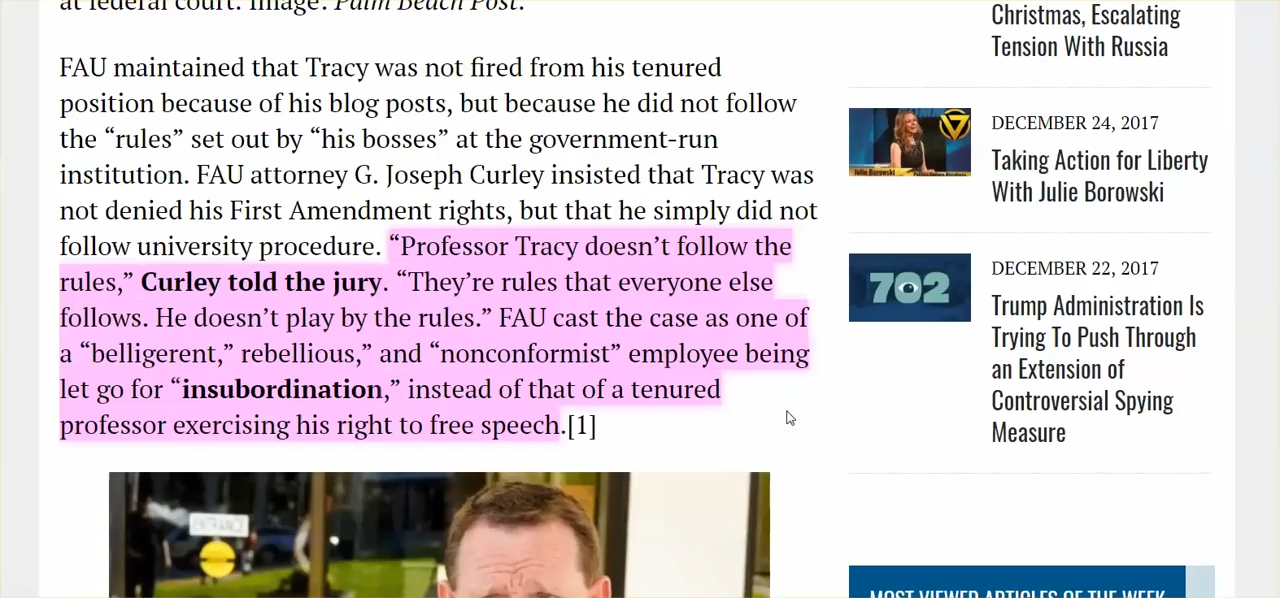 at federal court. Image: Palm Beach Post.
FAU maintained that Tracy was not fired from his tenured
position because of his blog posts, but because he did not follow
the “rules” set out by “his bosses” at the government-run
institution. FAU attorney G. Joseph Curley insisted that Tracy was
not denied his First Amendment rights, but that he simply did not
follow university procedure. “Professor Tracy doesn’t follow the
rules,” Curley told the jury. “They’re rules that everyone else
follows. He doesn’t play by the rules.” FAU cast the case as one of
a “belligerent,” rebellious,” and “nonconformist” employee being
let go for “insubordination,” instead of that of a tenured
professor exercising his right to free speech.[1]
ENTRANCE
Christmas, Escalating
Tension With Russia
Julie Borowski
DECEMBER 24, 2017
Taking Action for Liberty
With Julie Borowski
702
DECEMBER 22, 2017
Trump Administration Is
Trying To Push Through
an Extension of
Controversial Spying
Measure
MOST VIEWED ARTICLES OF THE WEEK